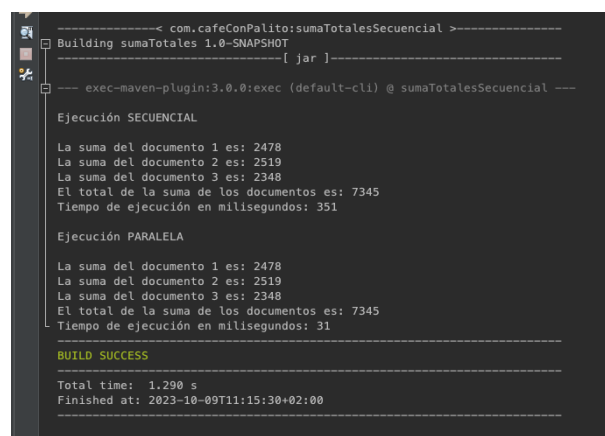 --------------< com.cafeConPalito:sumaTotalesSecuencial >---------------
Building sumaTotales 1.0-SNAPSHOT
--------------------------------[ jar ]---------------------------------
--- exec-maven-plugin:3.0.0:exec (default-cli) @ sumaTotalesSecuencial ---
Ejecución SECUENCIAL
La suma del documento 1 es: 2478
La suma del documento 2 es: 2519
La suma del documento 3 es: 2348
El total de la suma de los documentos es: 7345
Tiempo de ejecución en milisegundos: 351
Ejecución PARALELA
La suma del documento 1 es: 2478
La suma del documento 2 es: 2519
La suma del documento 3 es: 2348
El total de la suma de los documentos es: 7345
Tiempo de ejecución en milisegundos: 31
------------------------------------------------------------------------
BUILD SUCCESS
------------------------------------------------------------------------
Total time:  1.290 s
Finished at: 2023-10-09T11:15:30+02:00
------------------------------------------------------------------------